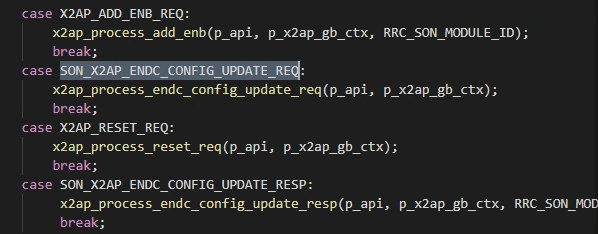 case X2AP_ADD_ENB_REQ:
x2ap_process_add_enb(p_api, p_x2ap_gb_ctx, RRC_SON_MODULE_ID);
break;
case SON_X2AP_ENDC_CONFIG_UPDATE_REQ:
x2ap_process_endc_config_update_req(p_api, p_x2ap_gb_ctx);
break;
case X2AP_RESET_REQ:
x2ap_process_reset_req(p_api, p_x2ap_gb_ctx);
break;
case SON_X2AP_ENDC_CONFIG_UPDATE_RESP:
x2ap_process_endc_config_update_resp(p_api, p_x2ap_gb_ctx, RRC_SON_MOD
break;